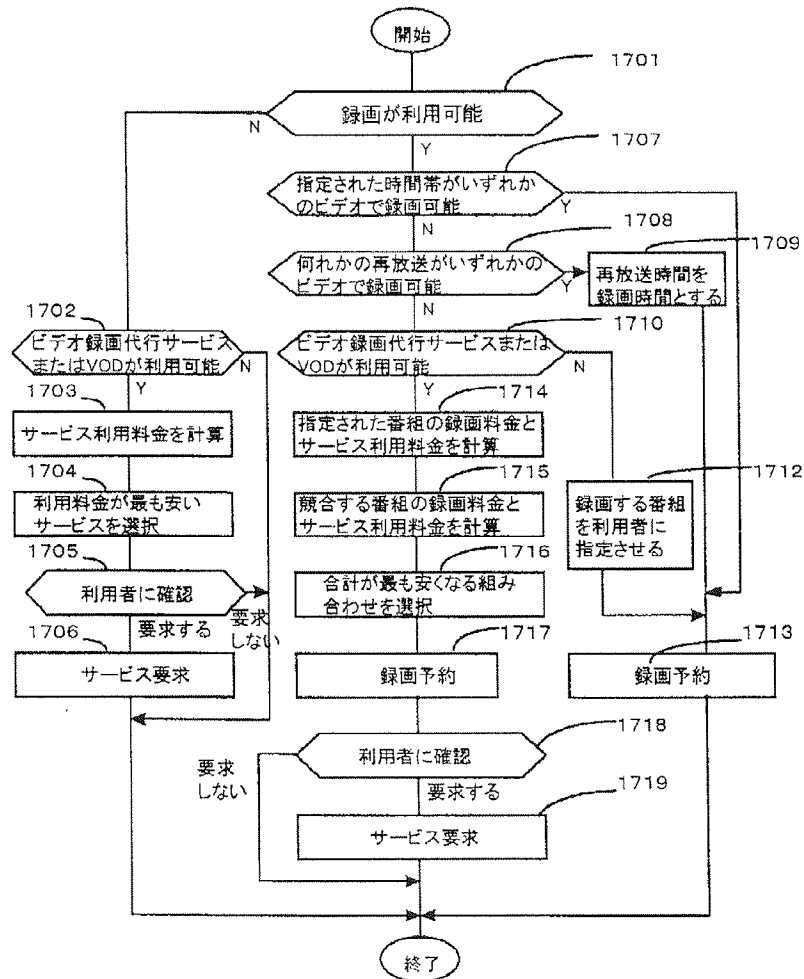 開始
1701
録画が利用可能
N
Y
1707
指定された時間帯がいずれか
のビデオで録画可能
Y
N
1708
何れかの再放送がいずれかの
ビデオで録画可能
Y
N
1709
再放送時間を
録画時間とする
1702
ビデオ録画代行サービス
またはVODが利用可能
N
Y
1710
ビデオ録画代行サービスまたは
VODが利用可能
N
Y
1703
サービス利用料金を計算
1714
指定された番組の録画料金と
サービス利用料金を計算
1704
利用料金が最も安い
サービスを選択
1715
競合する番組の録画料金と
サービス利用料金を計算
1712
録画する番組
を利用者に
指定させる
1705
利用者に確認
要求する
要求
しない
1716
合計が最も安くなる組み
合わせを選択
1706
サービス要求
1717
録画予約
1713
録画予約
1718
利用者に確認
要求
しない
要求する
1719
サービス要求
終了